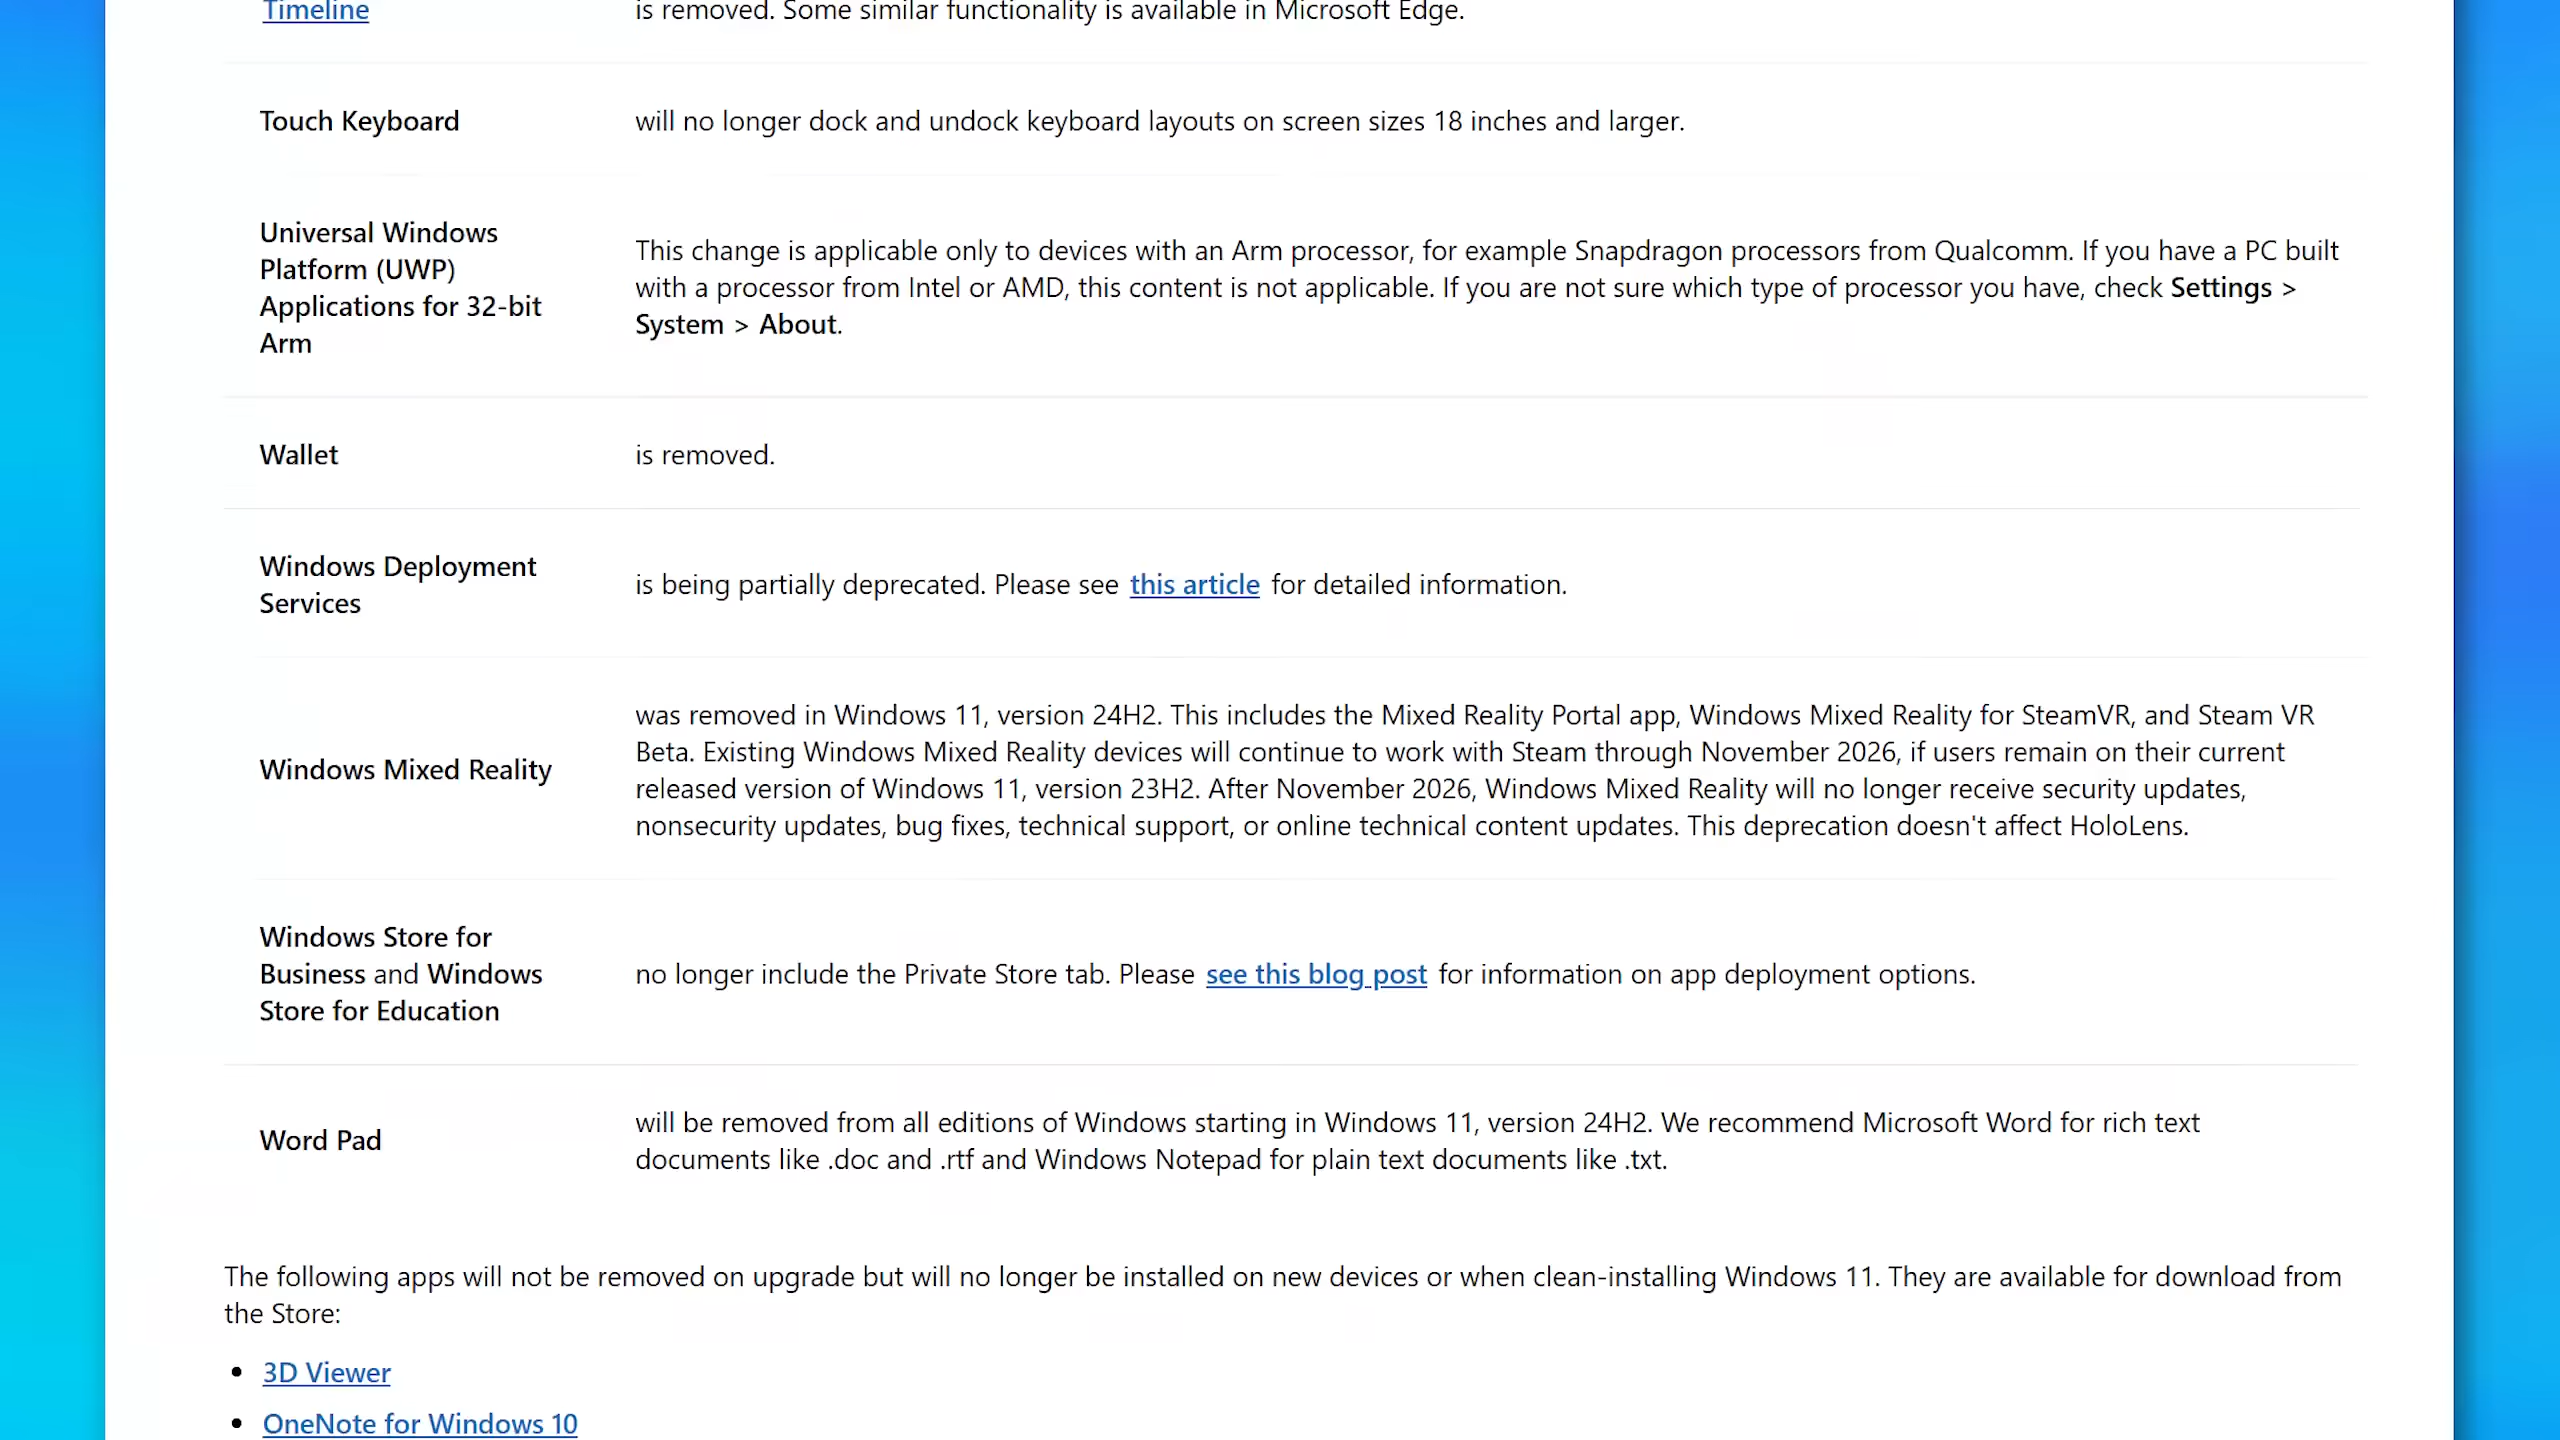 Timeline
is removed. Some similar functionality is available in Microsoft Edge.
Touch Keyboard
will no longer dock and undock keyboard layouts on screen sizes 18 inches and larger.
Universal Windows
Platform (UWP)
Applications for 32-bit
Arm
This change is applicable only to devices with an Arm processor, for example Snapdragon processors from Qualcomm. If you have a PC built
with a processor from Intel or AMD, this content is not applicable. If you are not sure which type of processor you have, check Settings >
System > About.
Wallet
is removed.
Windows Deployment
Services
is being partially deprecated. Please see this article for detailed information.
Windows Mixed Reality
was removed in Windows 11, version 24H2. This includes the Mixed Reality Portal app, Windows Mixed Reality for SteamVR, and Steam VR
Beta. Existing Windows Mixed Reality devices will continue to work with Steam through November 2026, if users remain on their current
released version of Windows 11, version 23H2. After November 2026, Windows Mixed Reality will no longer receive security updates,
nonsecurity updates, bug fixes, technical support, or online technical content updates. This deprecation doesn't affect HoloLens.
Windows Store for
Business and Windows
Store for Education
no longer include the Private Store tab. Please see this blog post for information on app deployment options.
Word Pad
will be removed from all editions of Windows starting in Windows 11, version 24H2. We recommend Microsoft Word for rich text
documents like .doc and .rtf and Windows Notepad for plain text documents like .txt.
The following apps will not be removed on upgrade but will no longer be installed on new devices or when clean-installing Windows 11. They are available for download from
the Store:
• 3D Viewer
• OneNote for Windows 10